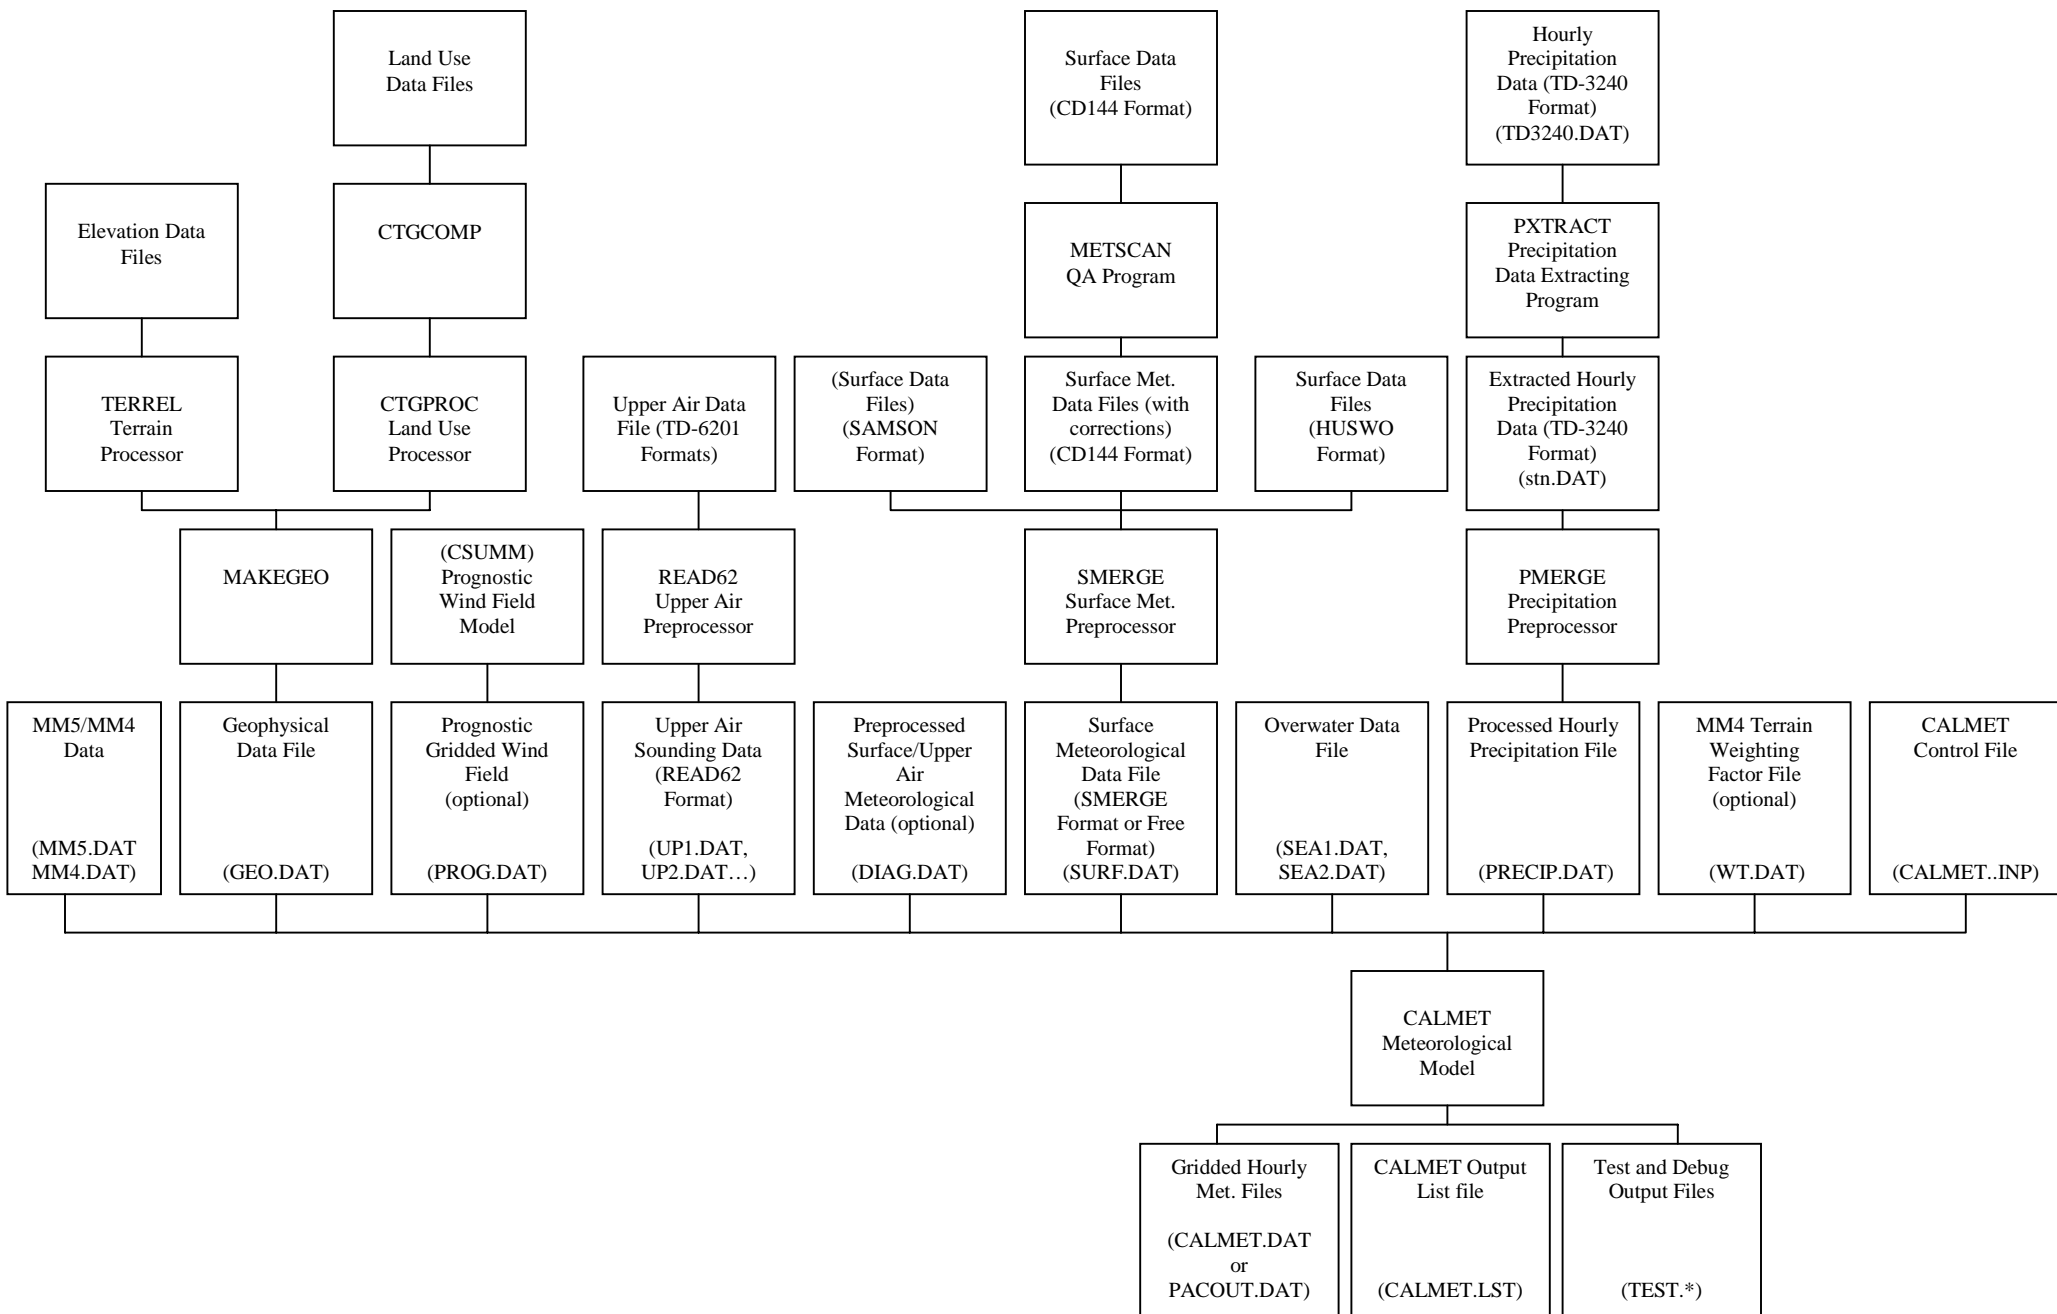 Land Use
Data Files
Surface Data
Files
(CD144 Format)
Hourly
Precipitation
Data (TD-3240
Format)
(TD3240.DAT)
Elevation Data
Files
CTGCOMP
METSCAN
QA Program
PXTRACT
Precipitation
Data Extracting
Program
TERREL
Terrain
Processor
CTGPROC
Land Use
Processor
Upper Air Data
File (TD-6201
Formats)
(Surface Data
Files)
(SAMSON
Format)
Surface Met.
Data Files (with
corrections)
(CD144 Format)
Surface Data
Files
(HUSWO
Format)
Extracted Hourly
Precipitation
Data (TD-3240
Format)
(stn.DAT)
MAKEGEO
(CSUMM)
Prognostic
Wind Field
Model
READ62
Upper Air
Preprocessor
SMERGE
Surface Met.
Preprocessor
PMERGE
Precipitation
Preprocessor
MM5/MM4
Data
(MM5.DAT
MM4.DAT)
Geophysical
Data File
(GEO.DAT)
Prognostic
Gridded Wind
Field
(optional)
(PROG.DAT)
Upper Air
Sounding Data
(READ62
Format)
(UP1.DAT,
UP2.DAT…)
Preprocessed
Surface/Upper
Air
Meteorological
Data (optional)
(DIAG.DAT)
Surface
Meteorological
Data File
(SMERGE
Format or Free
Format)
(SURF.DAT)
Overwater Data
File
(SEA1.DAT,
SEA2.DAT)
Processed Hourly
Precipitation File
(PRECIP.DAT)
MM4 Terrain
Weighting
Factor File
(optional)
(WT.DAT)
CALMET
Control File
(CALMET..INP)
CALMET
Meteorological
Model
Gridded Hourly
Met. Files
(CALMET.DAT
or
PACOUT.DAT)
CALMET Output
List file
(CALMET.LST)
Test and Debug
Output Files
(TEST.*)